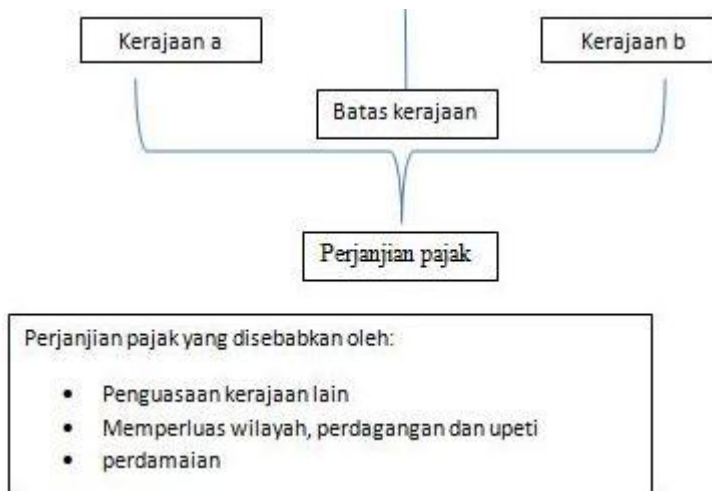 Kerajaan a
Kerajaan b
Batas kerajaan
Perjanjian pajak
Perjanjian pajak yang disebabkan oleh:
• Penguasaan kerajaan lain
• Memperluas wilayah, perdagangan dan upeti
• perdamaian